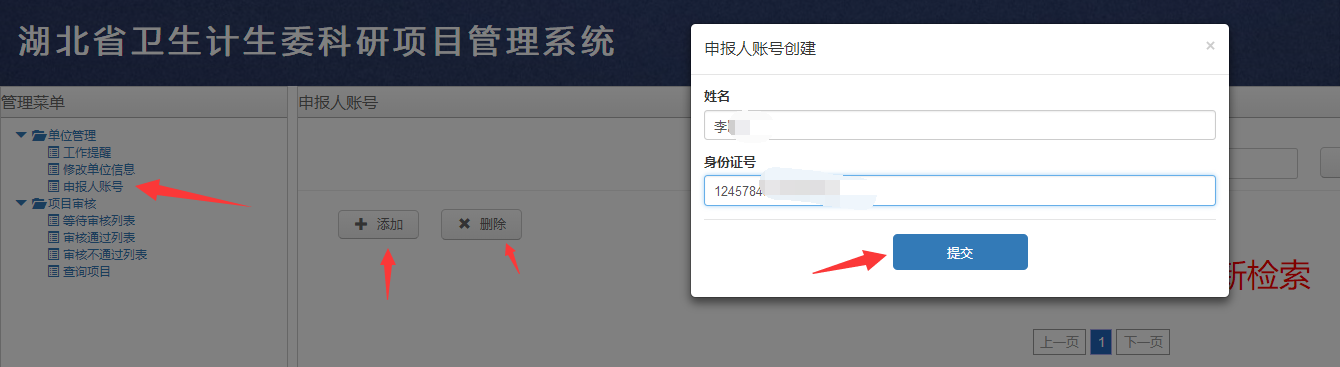 湖北省卫生计生委科研项目管理系统
管理菜单
单位管理
工作提醒
修改单位信息
申报人账号
项目审核
等待审核列表
审核通过列表
审核不通过列表
查询项目
申报人账号
添加
删除
申报人账号创建
×
姓名
李
身份证号
1245784
提交
新检索
上一页 1 下一页